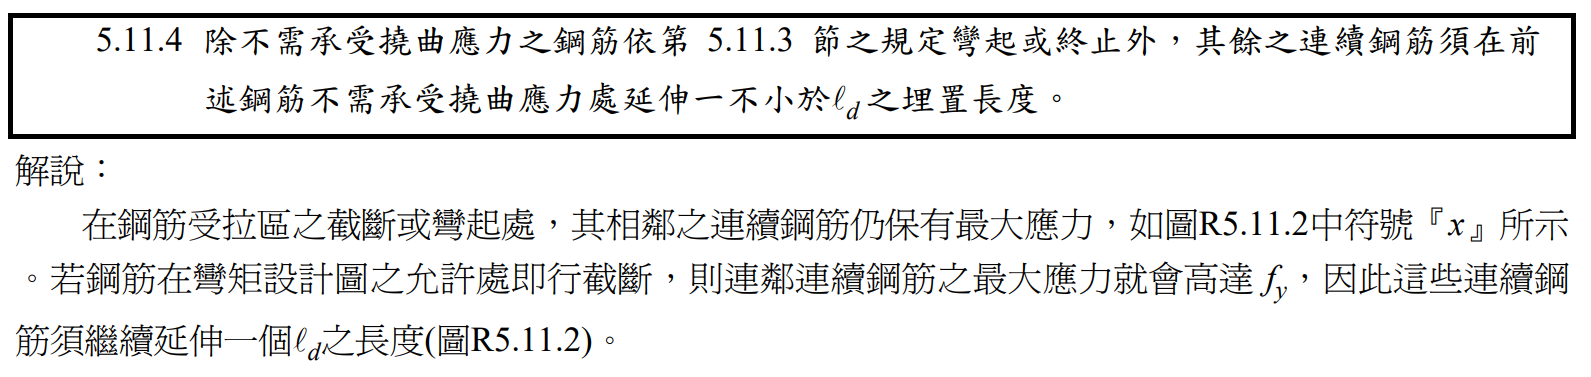 5.11.4 除不需承受撓曲應力之鋼筋依第 5.11.3 節之規定彎起或終止外，其餘之連續鋼筋須在前
述鋼筋不需承受撓曲應力處延伸一不小於ℓd之埋置長度。
解說：
在鋼筋受拉區之截斷或彎起處，其相鄰之連續鋼筋仍保有最大應力，如圖R5.11.2中符號『x』所示
。若鋼筋在彎矩設計圖之允許處即行截斷，則連鄰連續鋼筋之最大應力就會高達 fy，因此這些連續鋼
筋須繼續延伸一個ℓd之長度(圖R5.11.2)。